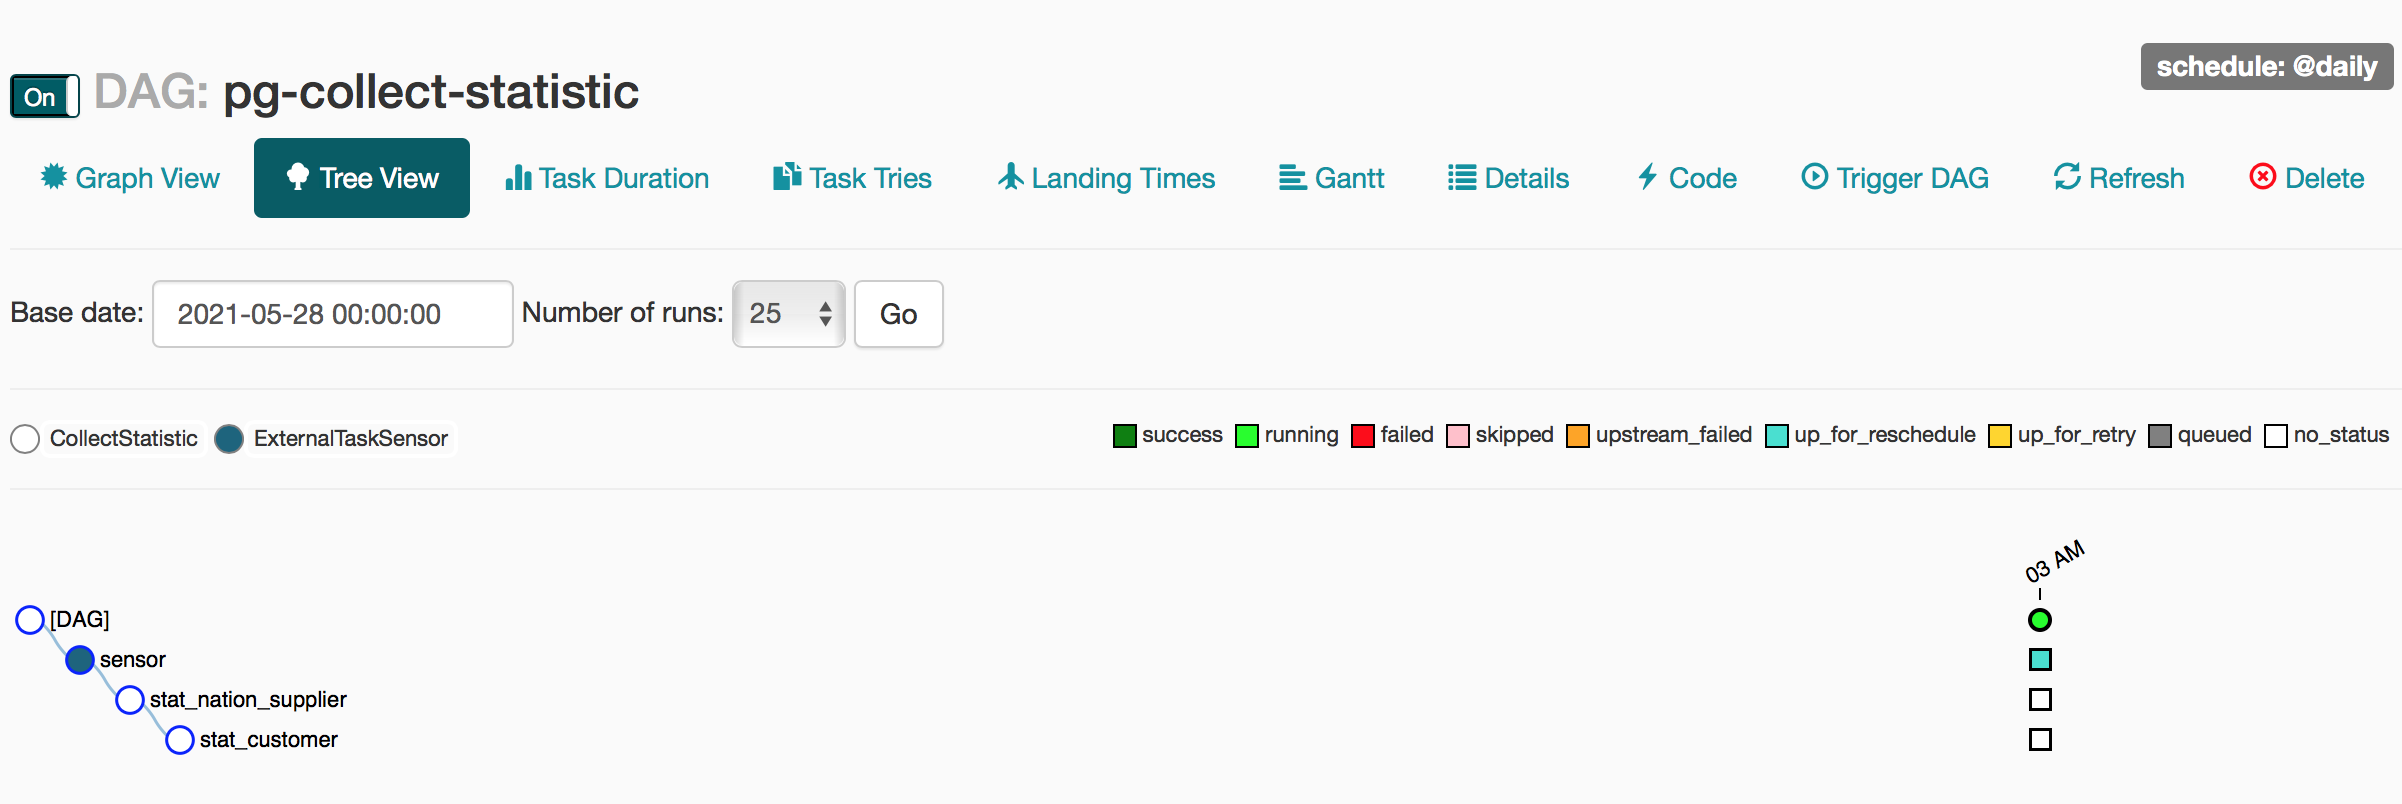 schedule: @daily
On DAG: pg-collect-statistic
Graph View Tree View Task Duration Task Tries Landing Times Gantt Details Code Trigger DAG Refresh Delete
Base date: 2021-05-28 00:00:00 Number of runs: 25 Go
CollectStatistic ExternalTaskSensor success running failed skipped upstream_failed up_for_reschedule up_for_retry queued no_status
03 AM
[DAG]
sensor
stat_nation_supplier
stat_customer